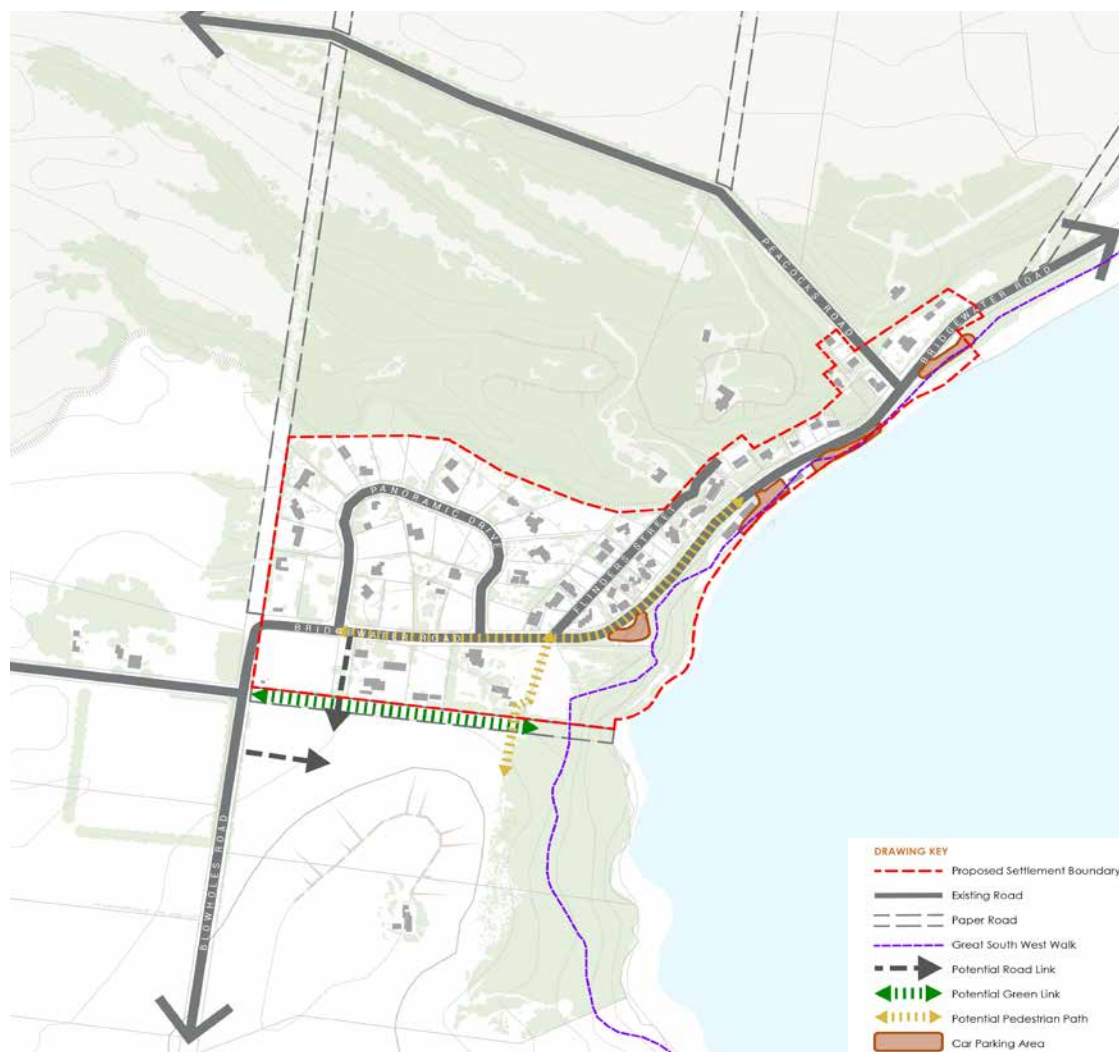 PEACOCKS ROAD
BRIDGEWATER ROAD
PANORAMIC DRIVE
FLINDERS STREET
BRIDGEWATER ROAD
BLOWHOLES ROAD
DRAWING KEY
Proposed Settlement Boundary
Existing Road
Paper Road
Great South West Walk
Potential Road Link
Potential Green Link
Potential Pedestrian Path
Car Parking Area